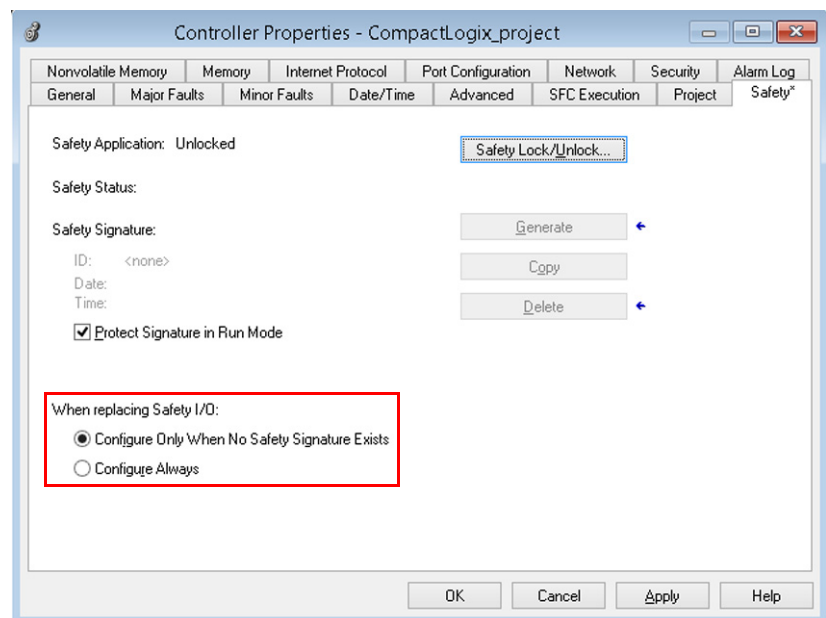 Controller Properties - CompactLogix_project
Nonvolatile Memory Memory Internet Protocol Port Configuration Network Security Alarm Log
General Major Faults Minor Faults Date/Time Advanced SFC Execution Project Safety*
Safety Application: Unlocked Safety Lock/Unlock...
Safety Status:
Safety Signature: Generate
ID: <none> Copy
Date:
Time: Delete
Protect Signature in Run Mode
When replacing Safety I/O:
Configure Only When No Safety Signature Exists
Configure Always
OK Cancel Apply Help